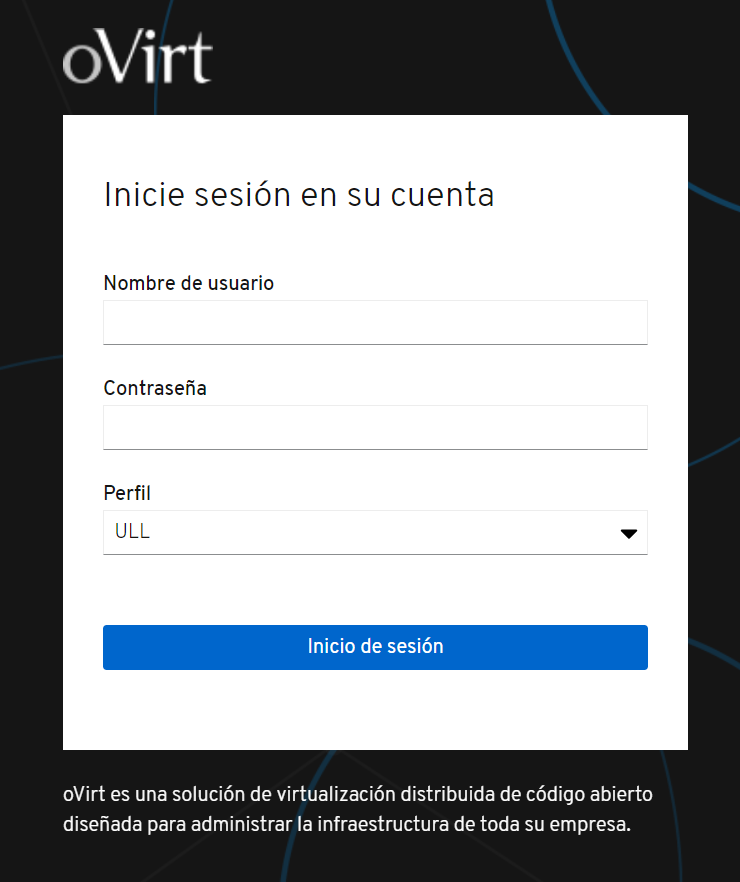 oVirt
Inicie sesión en su cuenta
Nombre de usuario
Contraseña
Perfil
ULL
Inicio de sesión
oVirt es una solución de virtualización distribuida de código abierto
diseñada para administrar la infraestructura de toda su empresa.